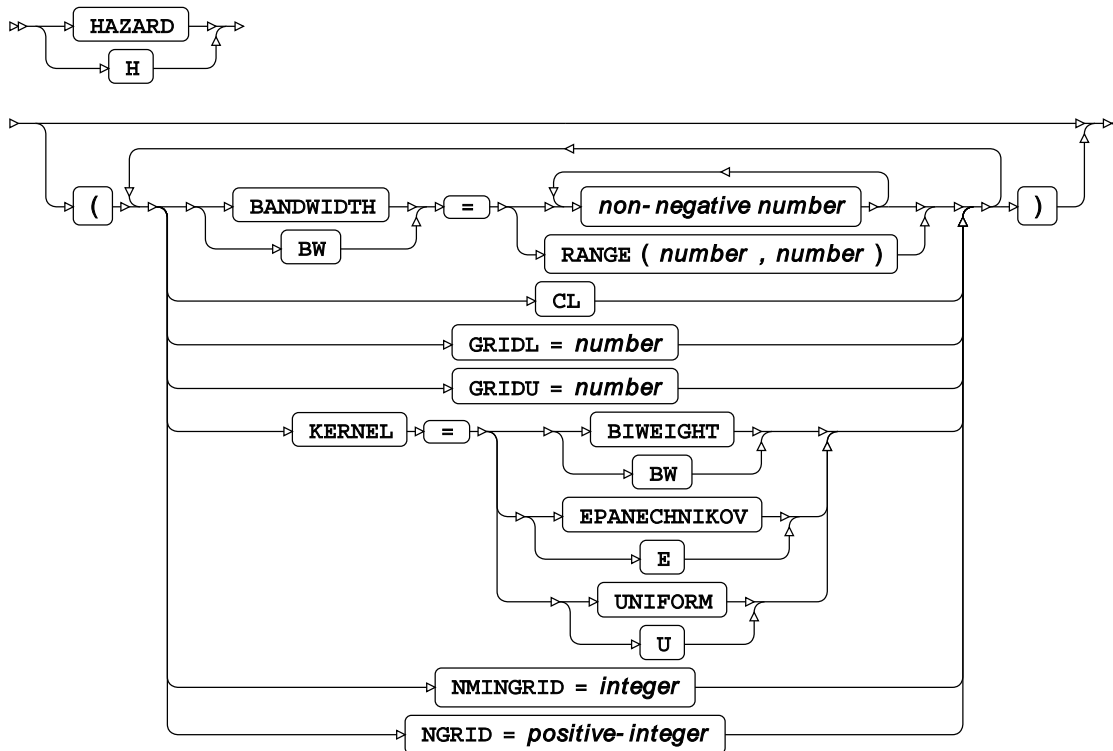 HAZARD
H
( BANDWIDTH = non-negative number )
BW RANGE ( number , number )
CL
GRIDL = number
GRIDU = number
KERNEL = BIWEIGHT
BW
EPANECHNIKOV
E
UNIFORM
U
NMINGRID = integer
NGRID = positive-integer